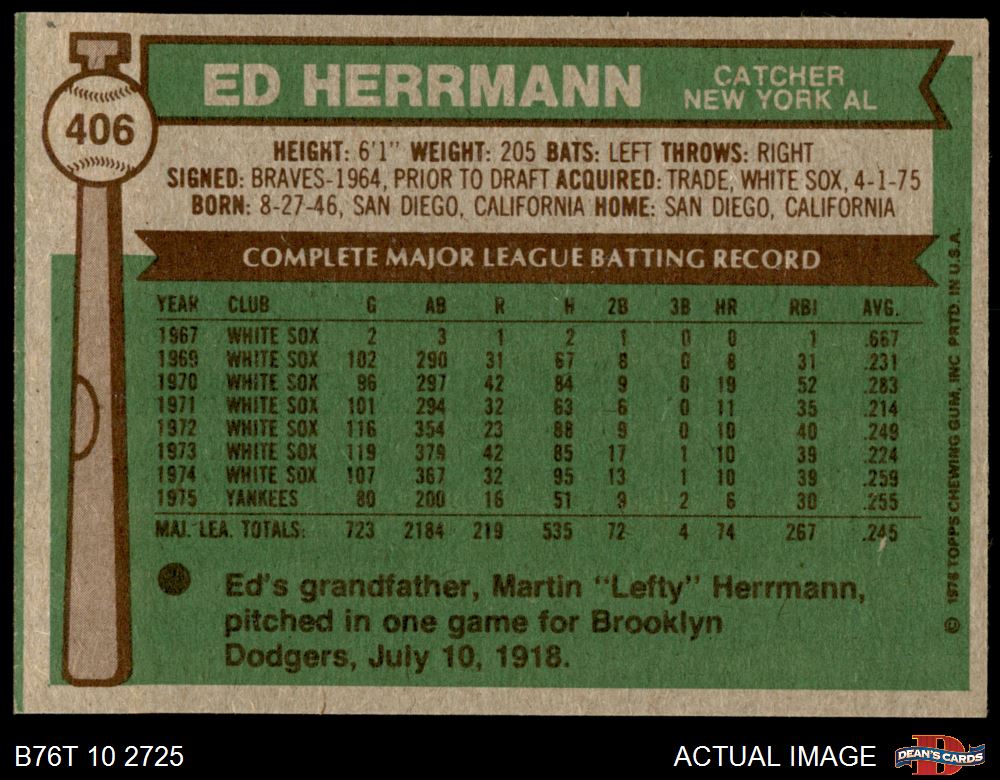 406
ED HERRMANN
CATCHER
NEW YORK AL
HEIGHT: 6'1" WEIGHT: 205 BATS: LEFT THROWS: RIGHT
SIGNED: BRAVES-1964, PRIOR TO DRAFT ACQUIRED: TRADE, WHITE SOX, 4-1-75
BORN: 8-27-46, SAN DIEGO, CALIFORNIA HOME: SAN DIEGO, CALIFORNIA
COMPLETE MAJOR LEAGUE BATTING RECORD
YEAR CLUB G AB R H 2B 3B HR RBI AVG.
1967 WHITE SOX 2 3 1 2 1 0 0 1 .667
1969 WHITE SOX 102 290 31 67 8 0 8 31 .231
1970 WHITE SOX 96 297 42 84 9 0 19 52 .283
1971 WHITE SOX 101 294 32 63 6 0 11 35 .214
1972 WHITE SOX 116 354 23 88 9 0 10 40 .249
1973 WHITE SOX 119 379 42 85 17 1 10 39 .224
1974 WHITE SOX 107 367 32 95 13 1 10 39 .259
1975 YANKEES 80 200 16 51 9 2 6 30 .255
MAJ. LEA. TOTALS: 723 2184 219 535 72 4 74 267 .245
Ed's grandfather, Martin "Lefty" Herrmann,
pitched in one game for Brooklyn
Dodgers, July 10, 1918.
© 1976 TOPPS CHEWING GUM, INC PRTD. IN U.S.A.
B76T 10 2725
ACTUAL IMAGE
D
DEAN'S CARDS